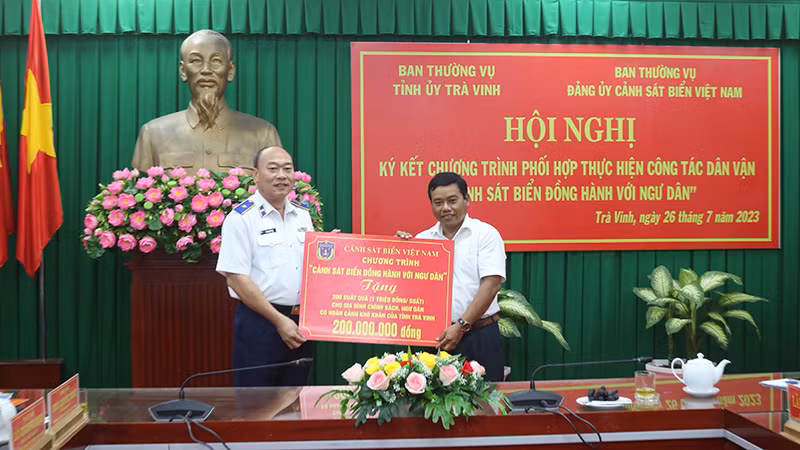 BAN THƯỜNG VỤ
TỈNH ỦY TRÀ VINH
BAN THƯỜNG VỤ
ĐẢNG ỦY CẢNH SÁT BIỂN VIỆT NAM
HỘI NGHỊ
KÝ KẾT CHƯƠNG TRÌNH PHỐI HỢP THỰC HIỆN CÔNG TÁC DÂN VẬN
NH SÁT BIỂN ĐỒNG HÀNH VỚI NGƯ DÂN”
Trà Vinh, ngày 26 tháng 7 năm 2023
CẢNH SÁT BIỂN VIỆT NAM
CHƯƠNG TRÌNH
“CẢNH SÁT BIỂN ĐỒNG HÀNH VỚI NGƯ DÂN”
Tặng
200 SUẤT QUÀ (1 TRIỆU ĐỒNG/ SUẤT)
CHO GIA ĐÌNH CHÍNH SÁCH, NGƯ DÂN
CÓ HOÀN CẢNH KHÓ KHĂN CỦA TỈNH TRÀ VINH
200.000.000 đồng